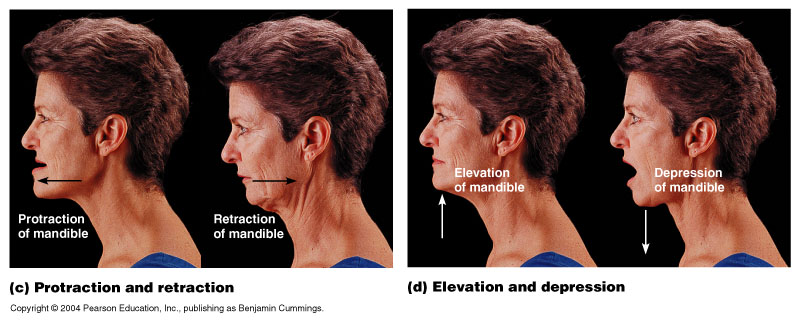 Protraction
of mandible
Retraction
of mandible
Elevation
of mandible
Depression
of mandible
(c) Protraction and retraction
(d) Elevation and depression
Copyright © 2004 Pearson Education, Inc., publishing as Benjamin Cummings.